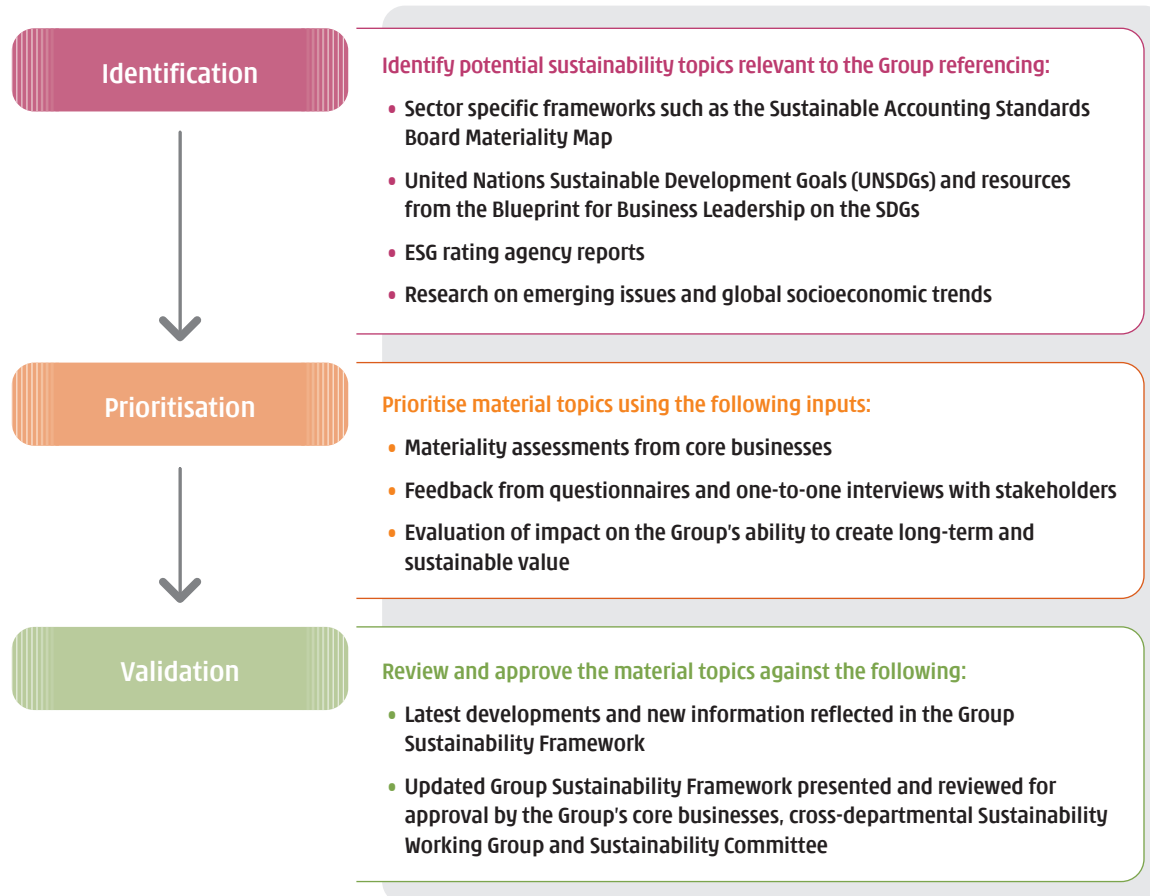 Identification
Identify potential sustainability topics relevant to the Group referencing:
• Sector specific frameworks such as the Sustainable Accounting Standards
Board Materiality Map
• United Nations Sustainable Development Goals (UNSDGs) and resources
from the Blueprint for Business Leadership on the SDGs
• ESG rating agency reports
• Research on emerging issues and global socioeconomic trends
Prioritisation
Prioritise material topics using the following inputs:
• Materiality assessments from core businesses
• Feedback from questionnaires and one-to-one interviews with stakeholders
• Evaluation of impact on the Group's ability to create long-term and
sustainable value
Validation
Review and approve the material topics against the following:
• Latest developments and new information reflected in the Group
Sustainability Framework
• Updated Group Sustainability Framework presented and reviewed for
approval by the Group's core businesses, cross-departmental Sustainability
Working Group and Sustainability Committee